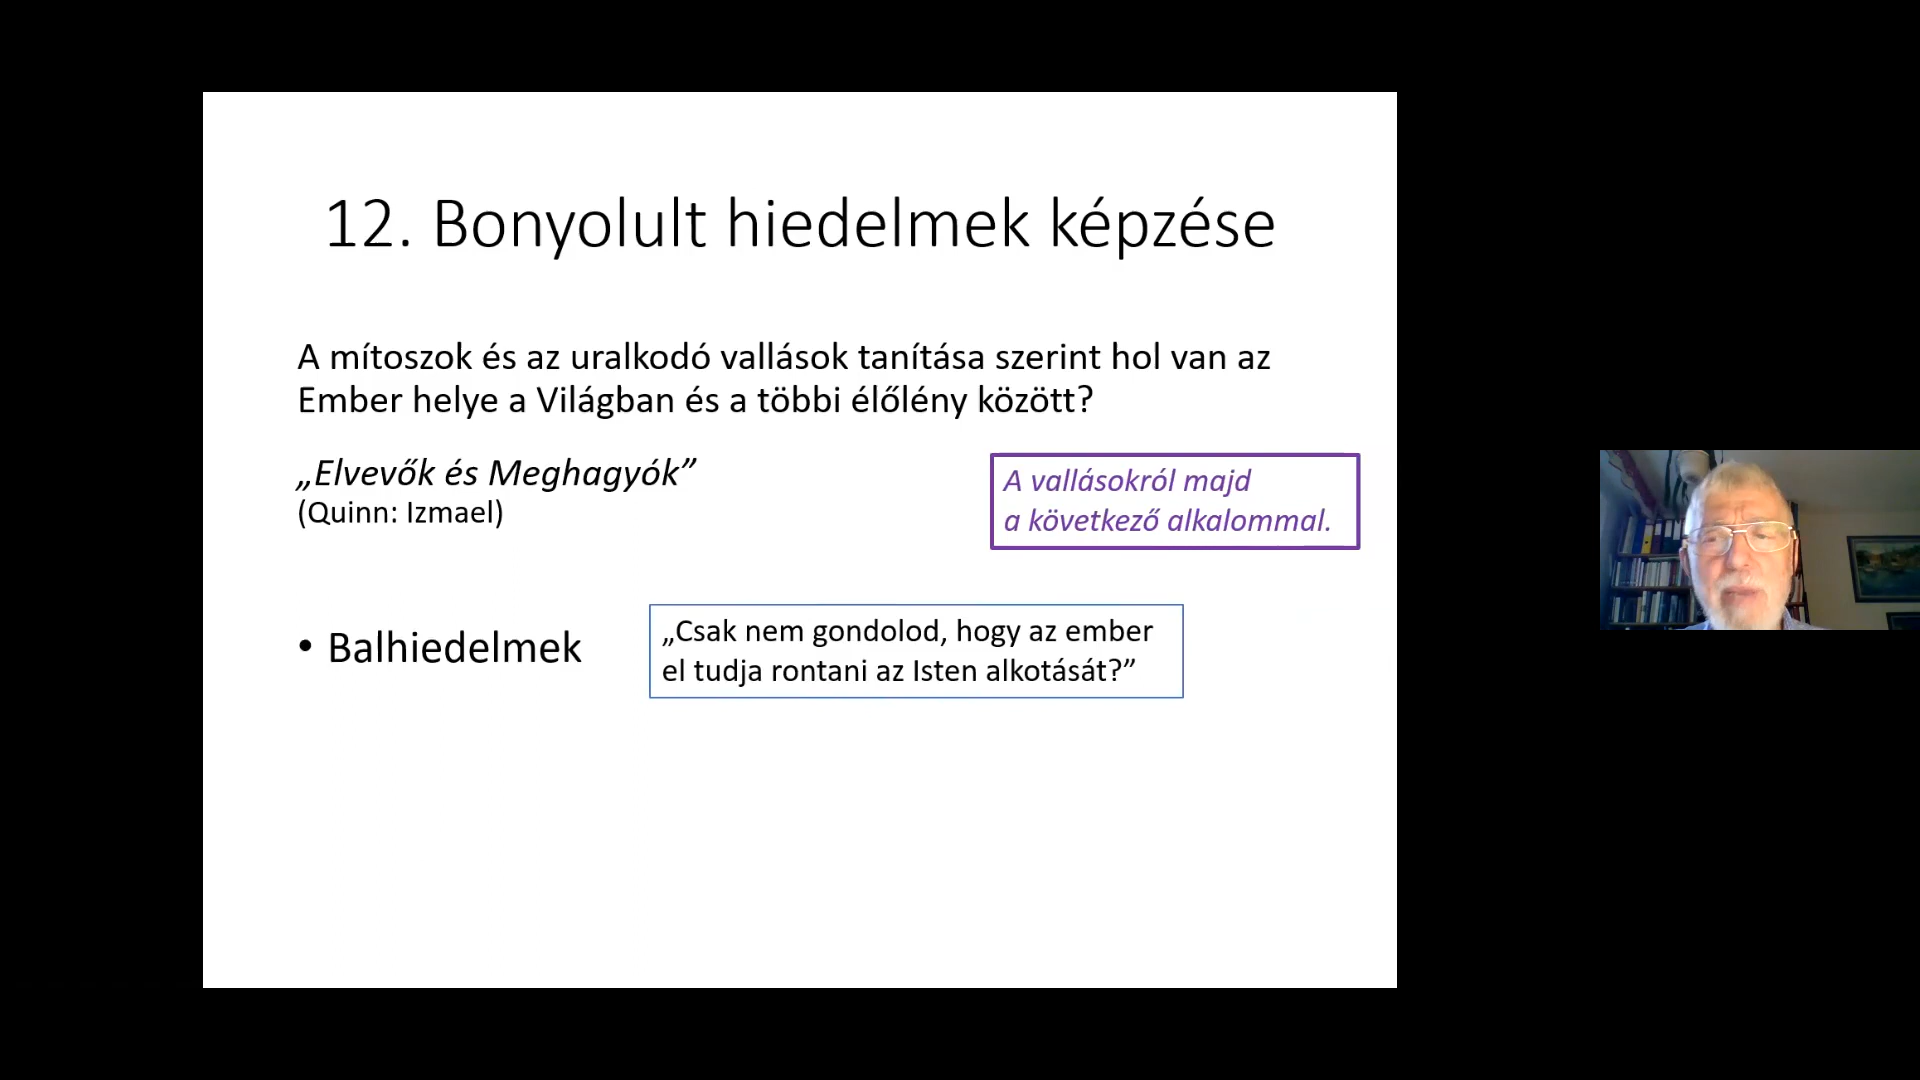 12. Bonyolult hiedelmek képzése
A mítoszok és az uralkodó vallások tanítása szerint hol van az
Ember helye a Világban és a többi élőlény között?
„Elvevők és Meghagyók”
(Quinn: Izmael)
A vallásokról majd
a következő alkalommal.
• Balhiedelmek
„Csak nem gondolod, hogy az ember
el tudja rontani az Isten alkotását?”